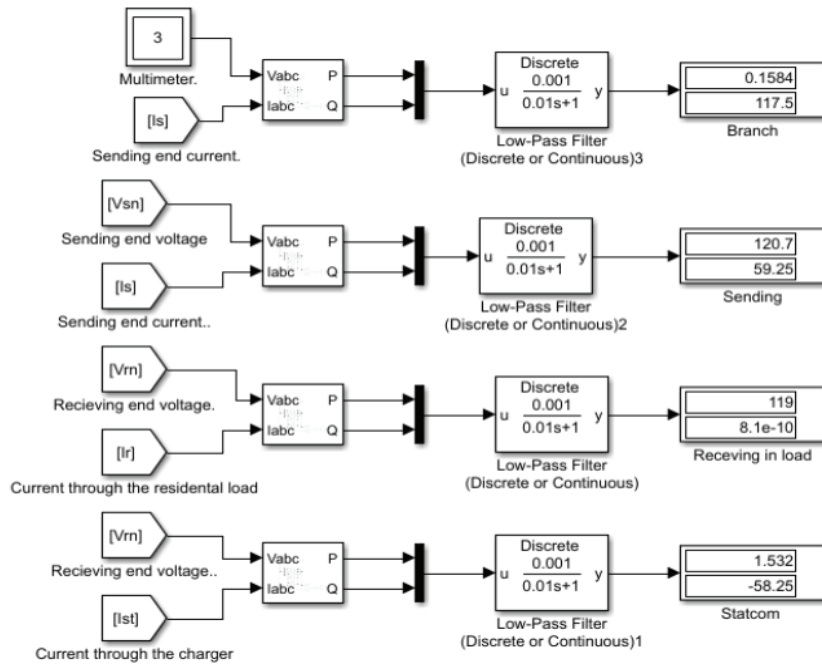 3
Multimeter.
[Is]
Sending end current.
Vabc
P
Iabc
Q
Discrete
u
0.001
0.01s+1
y
Low-Pass Filter
(Discrete or Continuous)3
0.1584
117.5
Branch
[Vsn]
Sending end voltage
[Is]
Sending end current..
Vabc
P
Iabc
Q
Discrete
u
0.001
0.01s+1
y
Low-Pass Filter
(Discrete or Continuous)2
120.7
59.25
Sending
[Vrn]
Recieving end voltage.
[Ir]
Current through the residental load
Vabc
P
Iabc
Q
Discrete
u
0.001
0.01s+1
y
Low-Pass Filter
(Discrete or Continuous)
119
8.1e-10
Receving in load
[Vrn]
Recieving end voltage..
[Ist]
Current through the charger
Vabc
P
Iabc
Q
Discrete
u
0.001
0.01s+1
y
Low-Pass Filter
(Discrete or Continuous)1
1.532
-58.25
Statcom